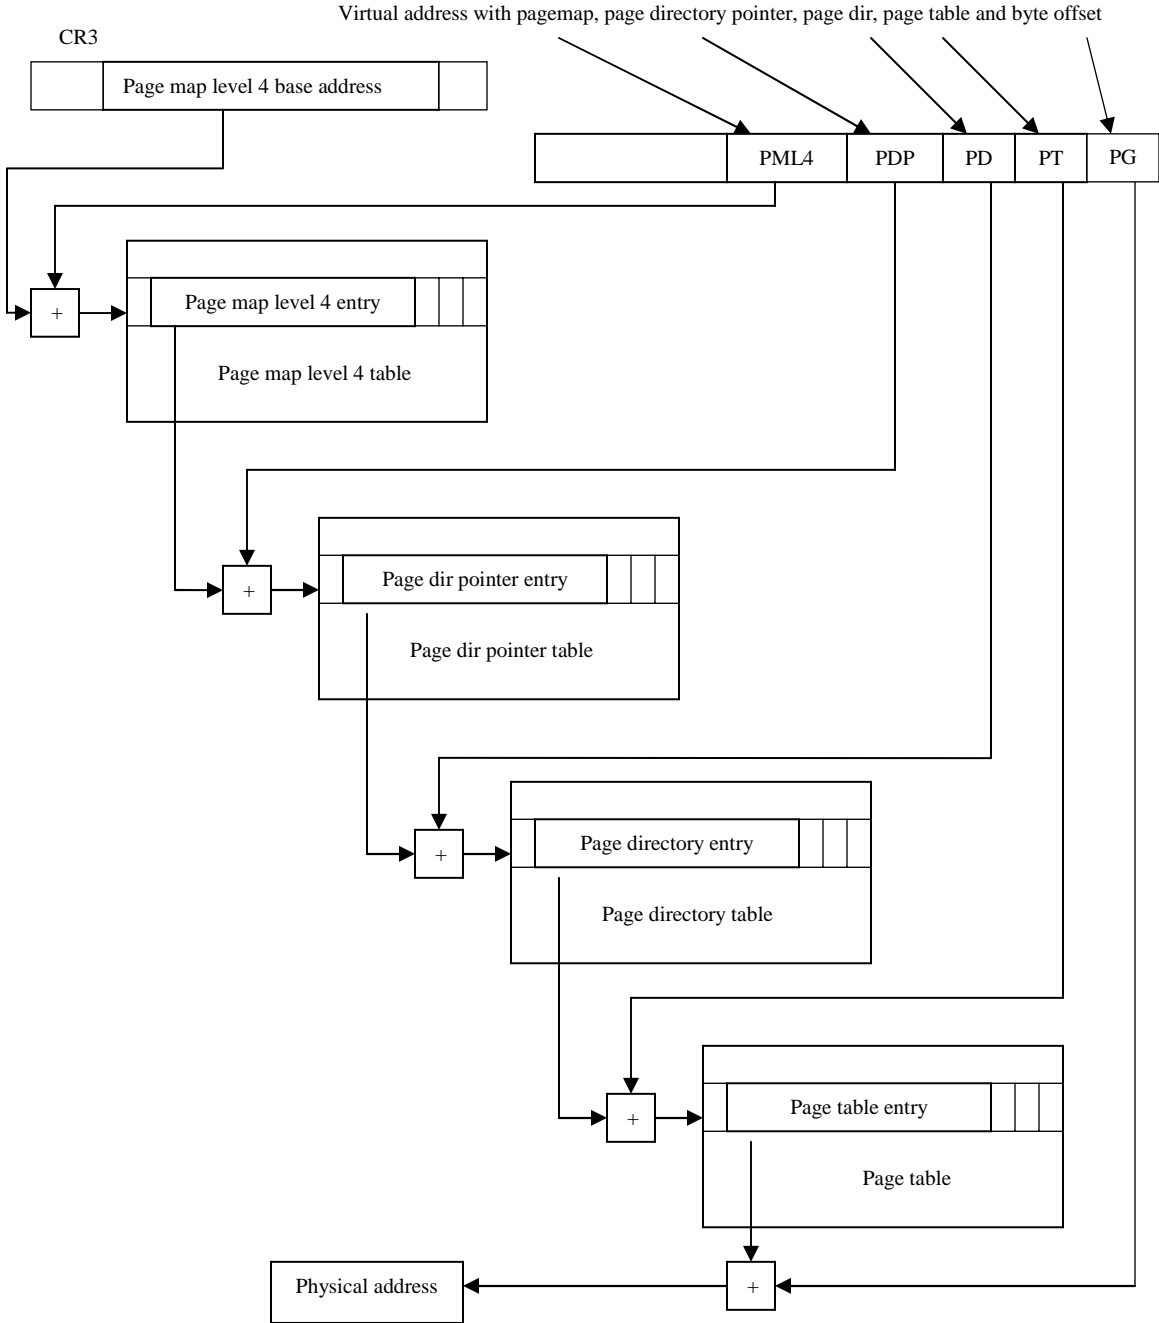 Virtual address with pagemap, page directory pointer, page dir, page table and byte offset
CR3
Page map level 4 base address
PML4
PDP
PD
PT
PG
Page map level 4 entry
+
Page map level 4 table
Page dir pointer entry
+
Page dir pointer table
Page directory entry
+
Page directory table
Page table entry
+
Page table
Physical address
+